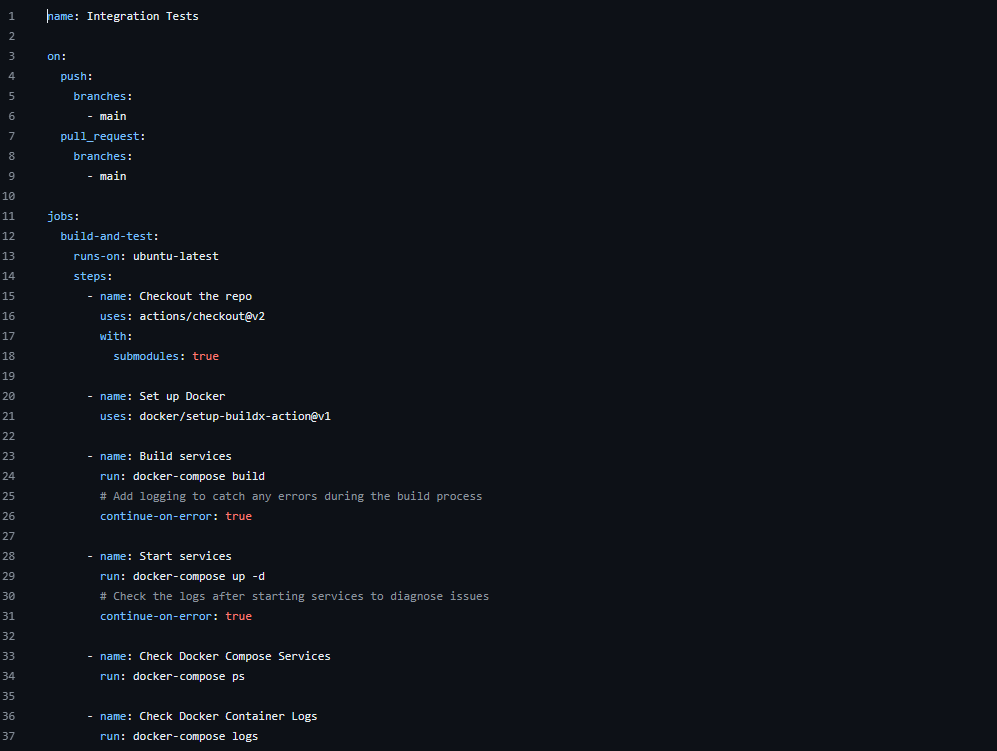 1 name: Integration Tests
2
3 on:
4   push:
5     branches:
6       - main
7   pull_request:
8     branches:
9       - main
10
11 jobs:
12   build-and-test:
13     runs-on: ubuntu-latest
14     steps:
15       - name: Checkout the repo
16         uses: actions/checkout@v2
17         with:
18           submodules: true
19
20       - name: Set up Docker
21         uses: docker/setup-buildx-action@v1
22
23       - name: Build services
24         run: docker-compose build
25         # Add logging to catch any errors during the build process
26         continue-on-error: true
27
28       - name: Start services
29         run: docker-compose up -d
30         # Check the logs after starting services to diagnose issues
31         continue-on-error: true
32
33       - name: Check Docker Compose Services
34         run: docker-compose ps
35
36       - name: Check Docker Container Logs
37         run: docker-compose logs